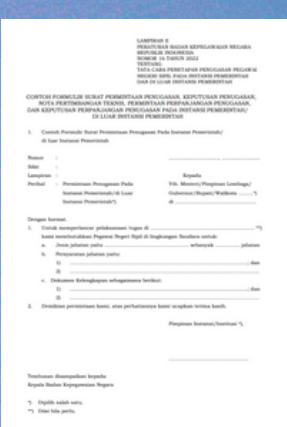 LAMPIRAN II
PERATURAN BADAN KEPEGAWAIAN NEGARA
REPUBLIK INDONESIA
NOMOR 16 TAHUN 2022
TENTANG
TATA CARA PENETAPAN PENUGASAN PEGAWAI
NEGERI SIPIL PADA INSTANSI PEMERINTAH
DAN DI LUAR INSTANSI PEMERINTAH
CONTOH FORMULIR SURAT PERMINTAAN PENUGASAN, KEPUTUSAN PENUGASAN,
NOTA PERTIMBANGAN TEKNIS, PERMINTAAN PERPANJANGAN PENUGASAN,
DAN KEPUTUSAN PERPANJANGAN PENUGASAN PADA INSTANSI PEMERINTAH/
DI LUAR INSTANSI PEMERINTAH
1. Contoh Formulir Surat Permintaan Penugasan Pada Instansi Pemerintah/
di luar Instansi Pemerintah
Nomor : ........................, ........................
Sifat :
Lampiran : Kepada
Perihal : Permintaan Penugasan Pada Yth. Menteri/Pimpinan Lembaga/
Instansi Pemerintah/di Luar Gubernur/Bupati/Walikota ........*)
Instansi Pemerintah*) di ................................
Dengan hormat.
1. Untuk memperlancar pelaksanaan tugas di ................................ **)
kami membutuhkan Pegawai Negeri Sipil di lingkungan Saudara untuk:
a. Jenis jabatan yaitu ........................ sebanyak ............ jabatan
b. Persyaratan jabatan yaitu:
1) ................................................; dan
2) ................................................
c. Dokumen Kelengkapan sebagaimana berikut:
1) ................................................; dan
2) ................................................
2. Demikian permintaan kami, atas perhatiannya kami ucapkan terima kasih.
Pimpinan Instansi/Institusi *),
................................
Tembusan disampaikan kepada:
Kepala Badan Kepegawaian Negara
*) Dipilih salah satu.
**) Diisi bila perlu.